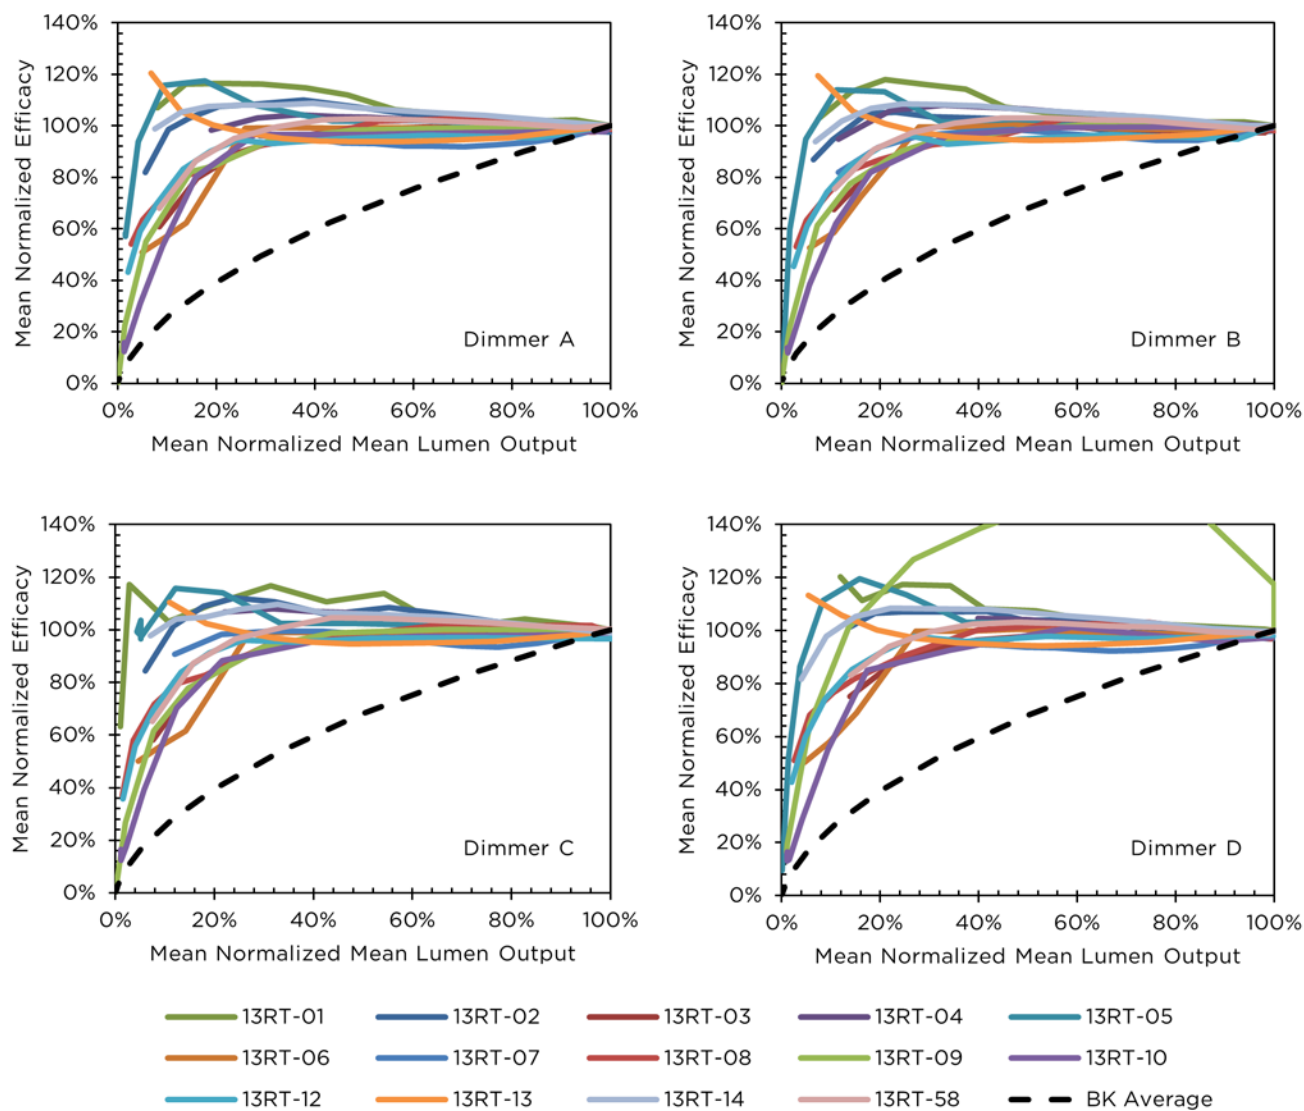 140%
120%
100%
80%
60%
40%
20%
0%
Mean Normalized Efficacy
Dimmer A
0% 20% 40% 60% 80% 100%
Mean Normalized Mean Lumen Output
140%
120%
100%
80%
60%
40%
20%
0%
Mean Normalized Efficacy
Dimmer B
0% 20% 40% 60% 80% 100%
Mean Normalized Mean Lumen Output
140%
120%
100%
80%
60%
40%
20%
0%
Mean Normalized Efficacy
Dimmer C
0% 20% 40% 60% 80% 100%
Mean Normalized Mean Lumen Output
140%
120%
100%
80%
60%
40%
20%
0%
Mean Normalized Efficacy
Dimmer D
0% 20% 40% 60% 80% 100%
Mean Normalized Mean Lumen Output
13RT-01 13RT-02 13RT-03 13RT-04 13RT-05
13RT-06 13RT-07 13RT-08 13RT-09 13RT-10
13RT-12 13RT-13 13RT-14 13RT-58 BK Average